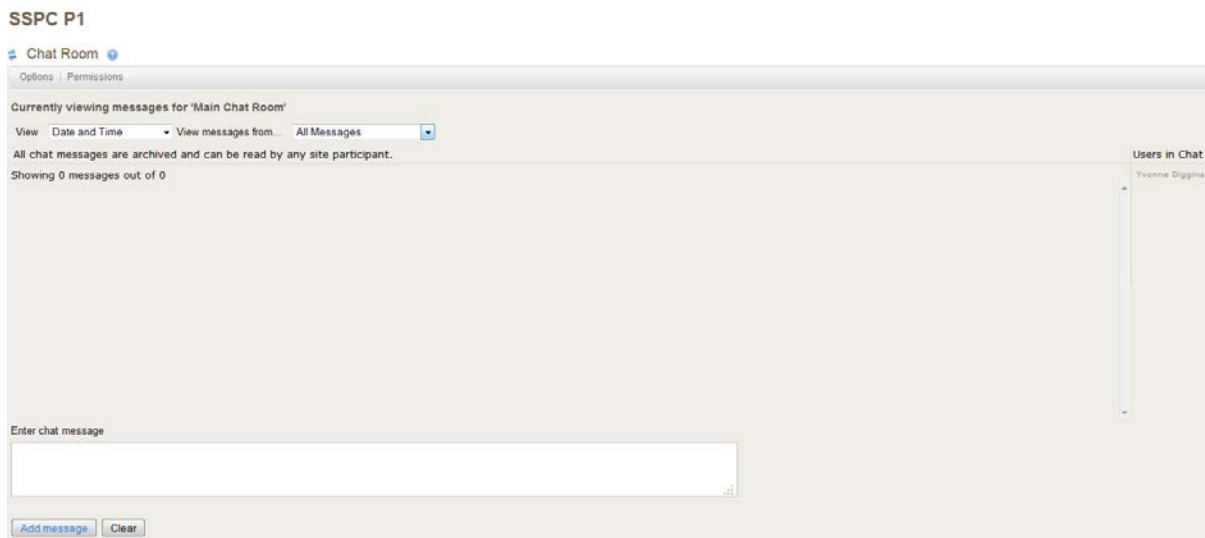 SSPC P1
Chat Room
Options | Permissions
Currently viewing messages for 'Main Chat Room'
View Date and Time View messages from... All Messages
All chat messages are archived and can be read by any site participant.
Users in Chat
Showing 0 messages out of 0
Yvonne Diggins
Enter chat message
Add message Clear